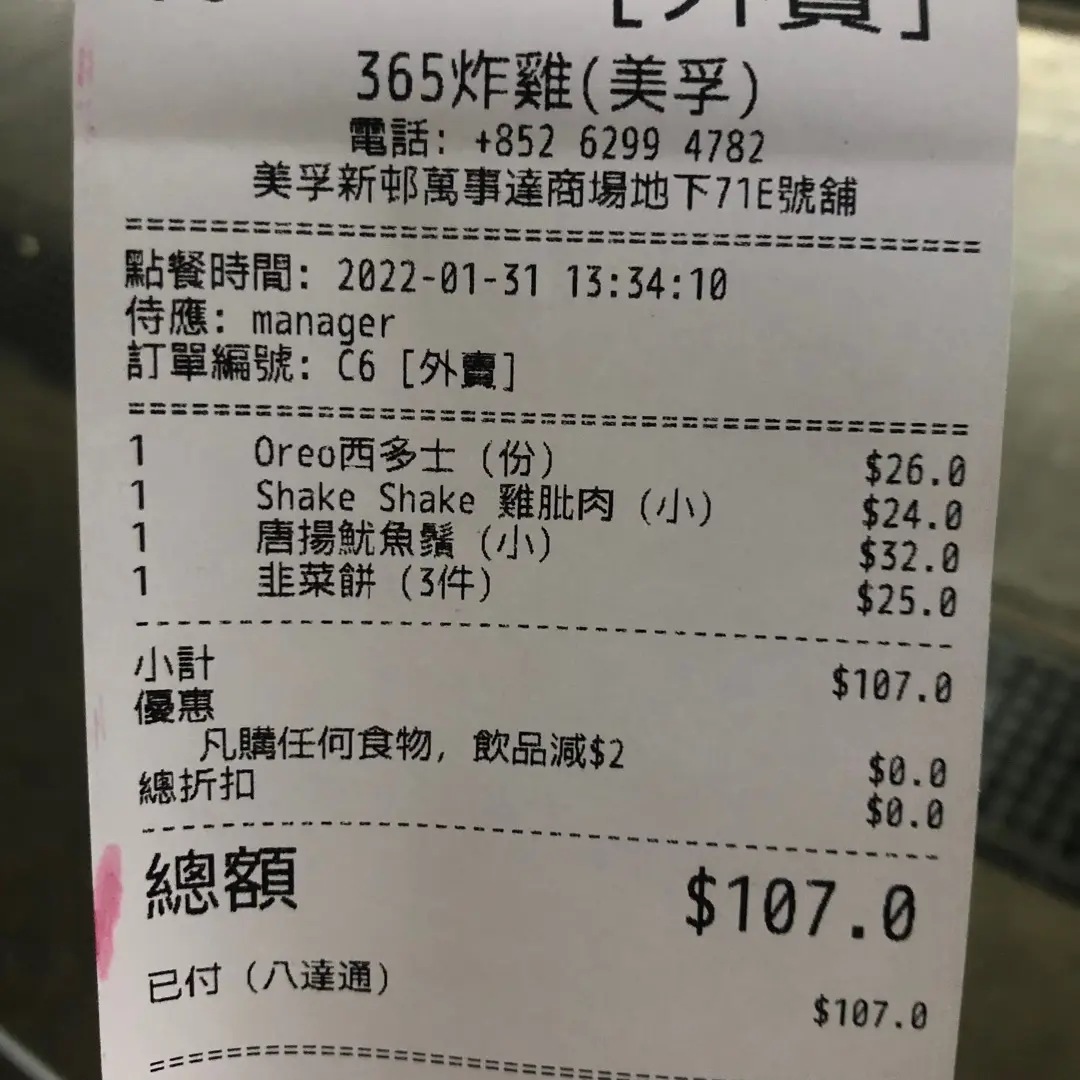 [外賣]
365炸雞(美孚)
電話: +852 6299 4782
美孚新邨萬事達商場地下71E號舖
點餐時間: 2022-01-31 13:34:10
侍應: manager
訂單編號: C6 [外賣]
1 Oreo西多士 (份) $26.0
1 Shake Shake 雞肶肉 (小) $24.0
1 唐揚魷魚鬚 (小) $32.0
1 韭菜餅 (3件) $25.0
小計 $107.0
優惠
凡購任何食物, 飲品減$2 $0.0
總折扣 $0.0
總額 $107.0
已付 (八達通) $107.0